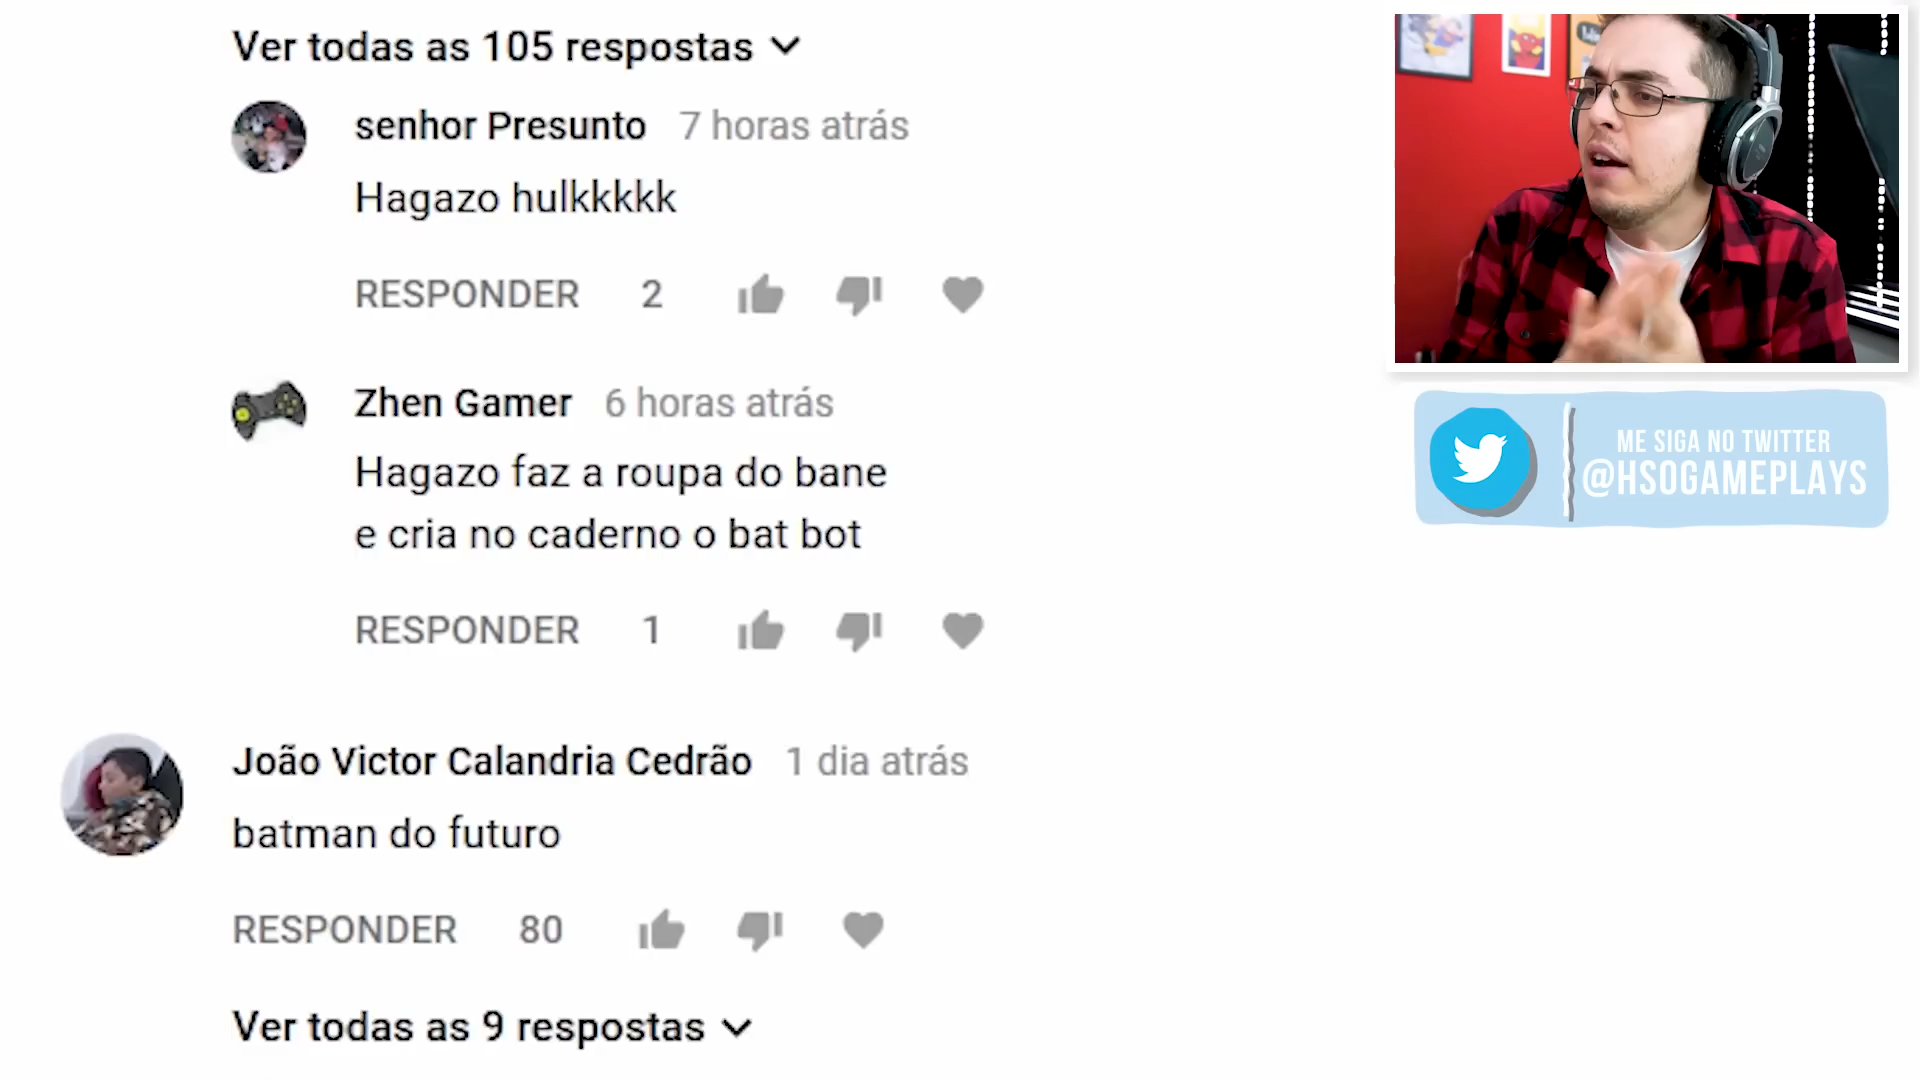 Ver todas as 105 respostas
senhor Presunto 7 horas atrás
Hagazo hulkkkkk
RESPONDER 2
Zhen Gamer 6 horas atrás
Hagazo faz a roupa do bane
e cria no caderno o bat bot
RESPONDER 1
João Victor Calandria Cedrão 1 dia atrás
batman do futuro
RESPONDER 80
Ver todas as 9 respostas
ME SIGA NO TWITTER
@HSOGAMEPLAYS